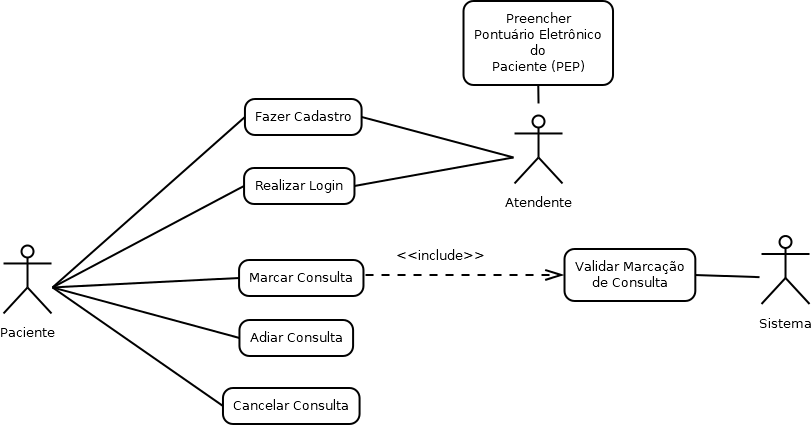 Preencher
Pontuário Eletrônico
do
Paciente (PEP)
Fazer Cadastro
Realizar Login
Atendente
<<include>>
Marcar Consulta
Validar Marcação
de Consulta
Sistema
Paciente
Adiar Consulta
Cancelar Consulta